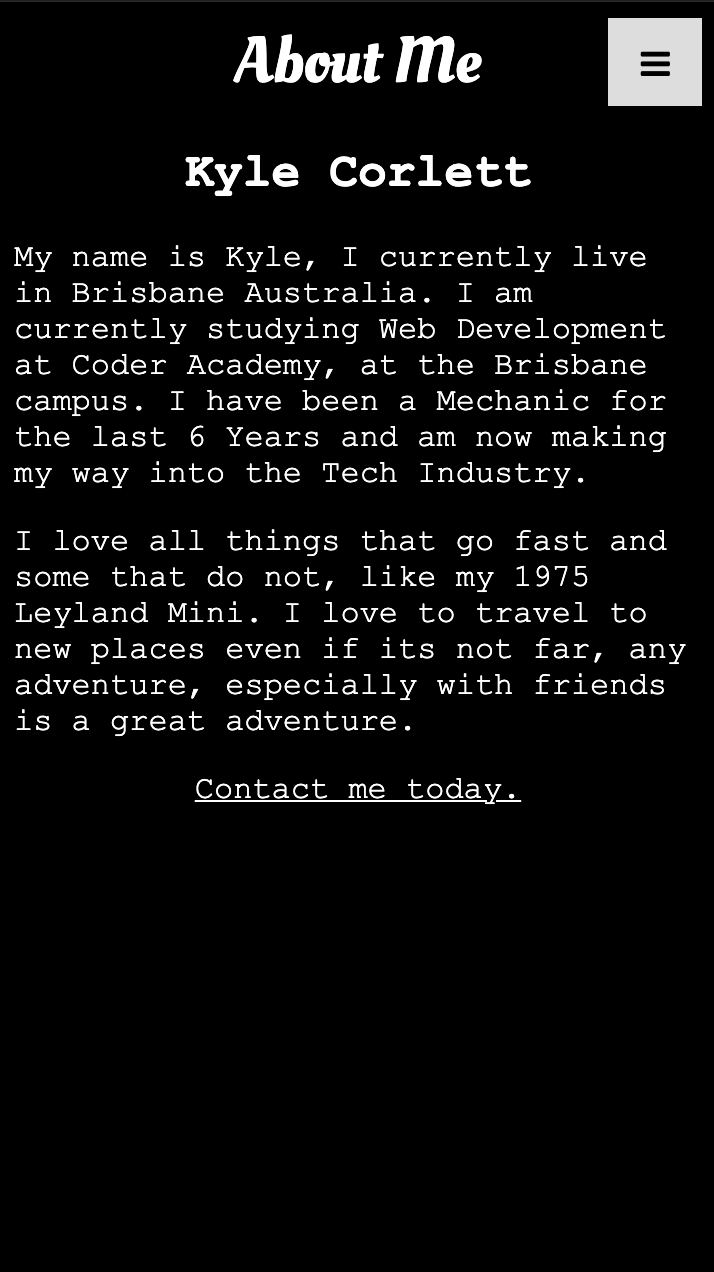 About Me
Kyle Corlett
My name is Kyle, I currently live
in Brisbane Australia. I am
currently studying Web Development
at Coder Academy, at the Brisbane
campus. I have been a Mechanic for
the last 6 Years and am now making
my way into the Tech Industry.
I love all things that go fast and
some that do not, like my 1975
Leyland Mini. I love to travel to
new places even if its not far, any
adventure, especially with friends
is a great adventure.
Contact me today.